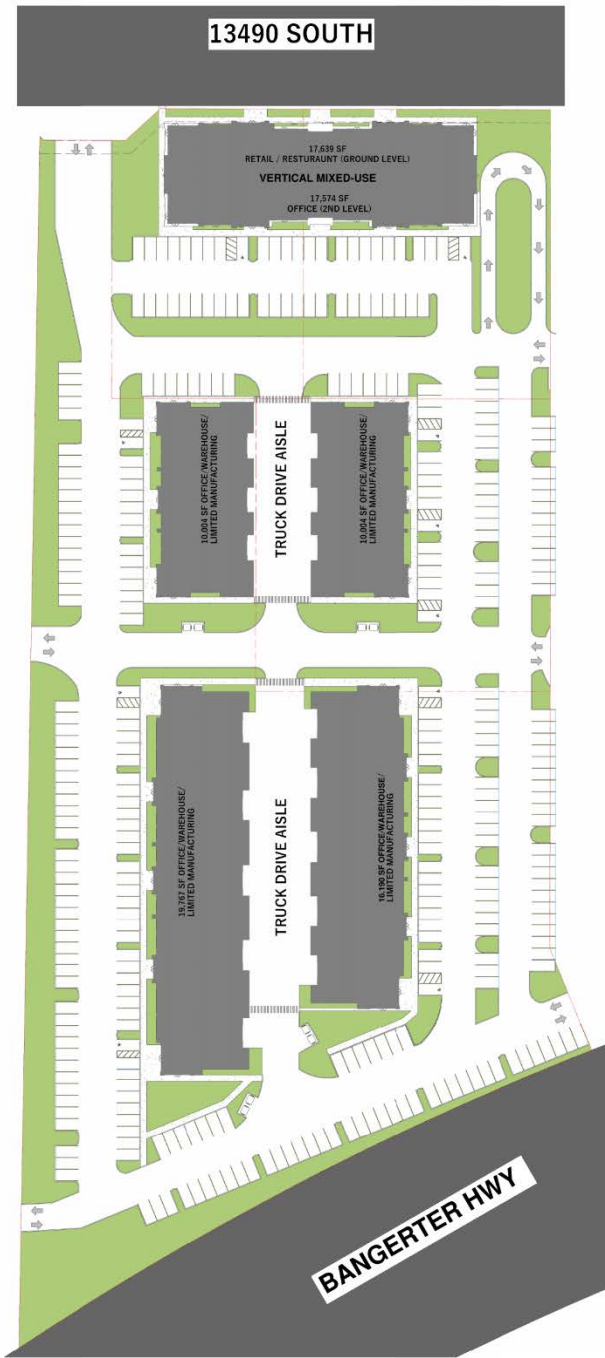 13490 SOUTH
17,639 SF
RETAIL / RESTURAUNT (GROUND LEVEL)
VERTICAL MIXED-USE
17,574 SF
OFFICE (2ND LEVEL)
10,004 SF OFFICE/WAREHOUSE/
LIMITED MANUFACTURING
TRUCK DRIVE AISLE
10,004 SF OFFICE/WAREHOUSE/
LIMITED MANUFACTURING
19,767 SF OFFICE/WAREHOUSE/
LIMITED MANUFACTURING
TRUCK DRIVE AISLE
16,190 SF OFFICE/WAREHOUSE/
LIMITED MANUFACTURING
BANGERTER HWY